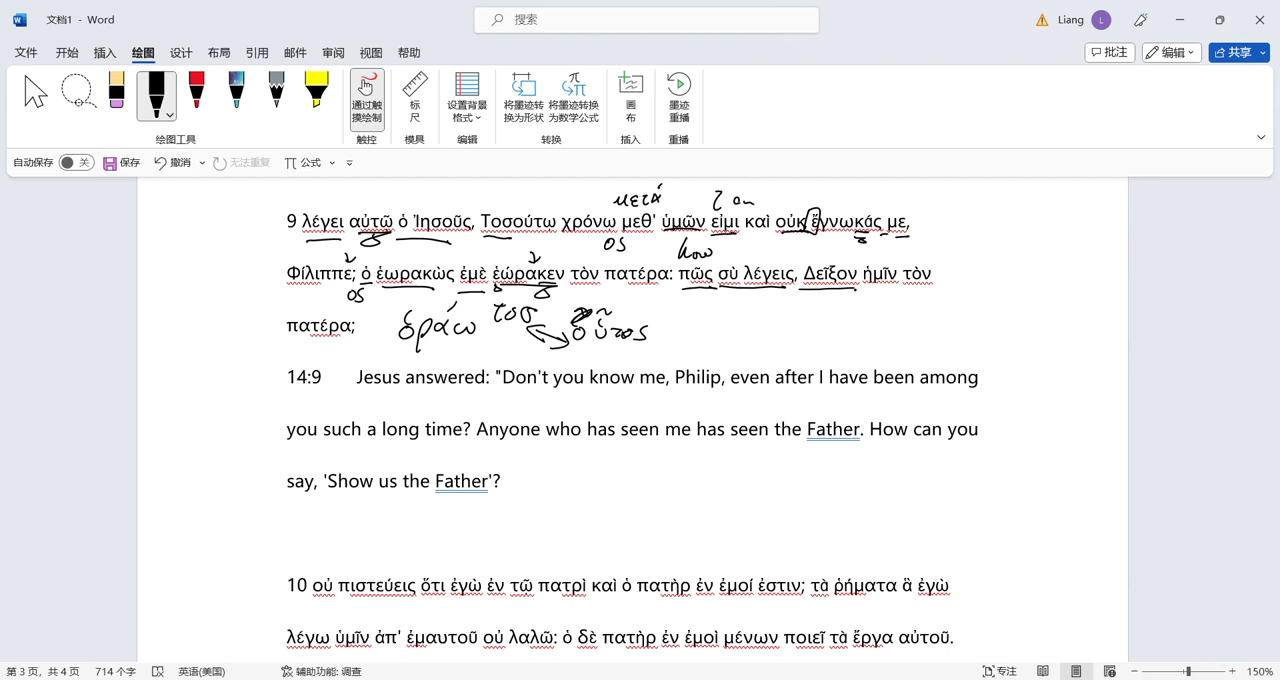 文档1 - Word
搜索
Liang
L
文件 开始 插入 绘图 设计 布局 引用 邮件 审阅 视图 帮助
批注
编辑
共享
通过触摸绘制
标尺
设置背景格式
将墨迹转换为形状
将墨迹转换为数学公式
画布
墨迹重播
绘图工具 触控 模具 编辑 转换 插入 重播
自动保存 关 保存 撤消 无法重复 公式
μετά
9 λέγει αὐτῷ ὁ Ἰησοῦς, Τοσούτῳ χρόνῳ μεθ' ὑμῶν εἰμι καὶ οὐκ ἔγνωκάς με,
ος how
Φίλιππε; ὁ ἑωρακὼς ἐμὲ ἑώρακεν τὸν πατέρα: πῶς σὺ λέγεις, Δεῖξον ἡμῖν τὸν
ος
πατέρα; ὁράω τοσ οὗτος
14:9 Jesus answered: "Don't you know me, Philip, even after I have been among
you such a long time? Anyone who has seen me has seen the Father. How can you
say, 'Show us the Father'?
10 οὐ πιστεύεις ὅτι ἐγὼ ἐν τῷ πατρὶ καὶ ὁ πατὴρ ἐν ἐμοί ἐστιν; τὰ ῥήματα ἃ ἐγὼ
λέγω ὑμῖν ἀπ' ἐμαυτοῦ οὐ λαλῶ: ὁ δὲ πατὴρ ἐν ἐμοὶ μένων ποιεῖ τὰ ἔργα αὐτοῦ.
第 3 页，共 4 页 714 个字 英语(美国) 辅助功能: 调查 专注 150%